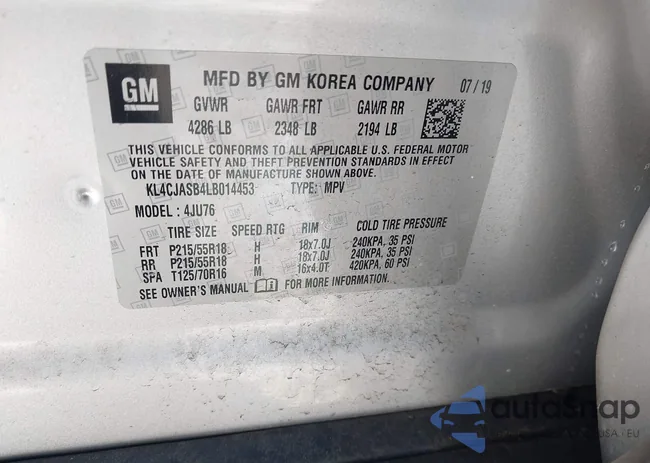 GM
MFD BY GM KOREA COMPANY 07/19
GVWR GAWR FRT GAWR RR
4286 LB 2348 LB 2194 LB
THIS VEHICLE CONFORMS TO ALL APPLICABLE U.S. FEDERAL MOTOR
VEHICLE SAFETY AND THEFT PREVENTION STANDARDS IN EFFECT
ON THE DATE OF MANUFACTURE SHOWN ABOVE.
KL4CJASB4LB014453 TYPE: MPV
MODEL : 4JU76
TIRE SIZE SPEED RTG RIM COLD TIRE PRESSURE
FRT P215/55R18 H 18x7.0J 240KPA, 35 PSI
RR P215/55R18 H 18x7.0J 240KPA, 35 PSI
SPA T125/70R16 M 16x4.0T 420KPA, 60 PSI
SEE OWNER'S MANUAL FOR MORE INFORMATION.
autoSnap